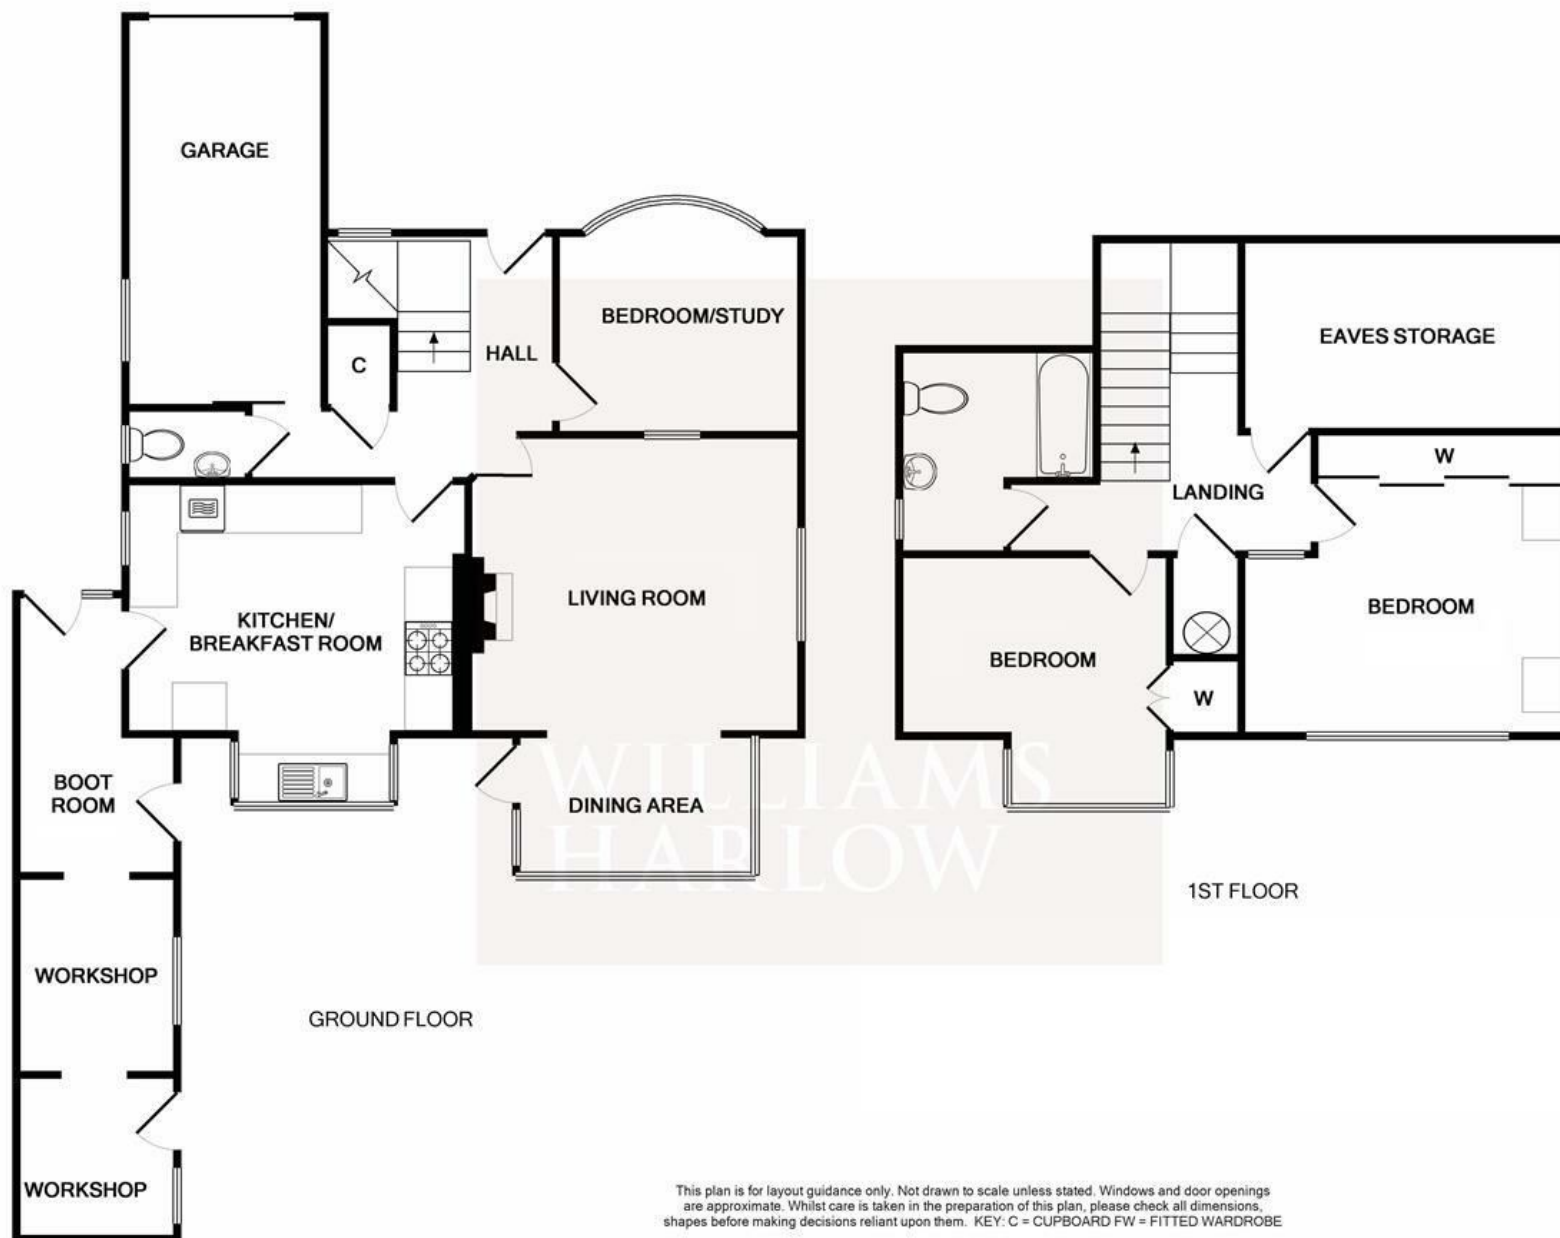 GARAGE
BEDROOM/STUDY
HALL
C
LIVING ROOM
KITCHEN/
BREAKFAST ROOM
DINING AREA
BOOT
ROOM
WORKSHOP
WORKSHOP
GROUND FLOOR
EAVES STORAGE
W
LANDING
BEDROOM
BEDROOM
W
1ST FLOOR
WILLIAMS
HARLOW
This plan is for layout guidance only. Not drawn to scale unless stated. Windows and door openings
are approximate. Whilst care is taken in the preparation of this plan, please check all dimensions,
shapes before making decisions reliant upon them. KEY: C = CUPBOARD FW = FITTED WARDROBE